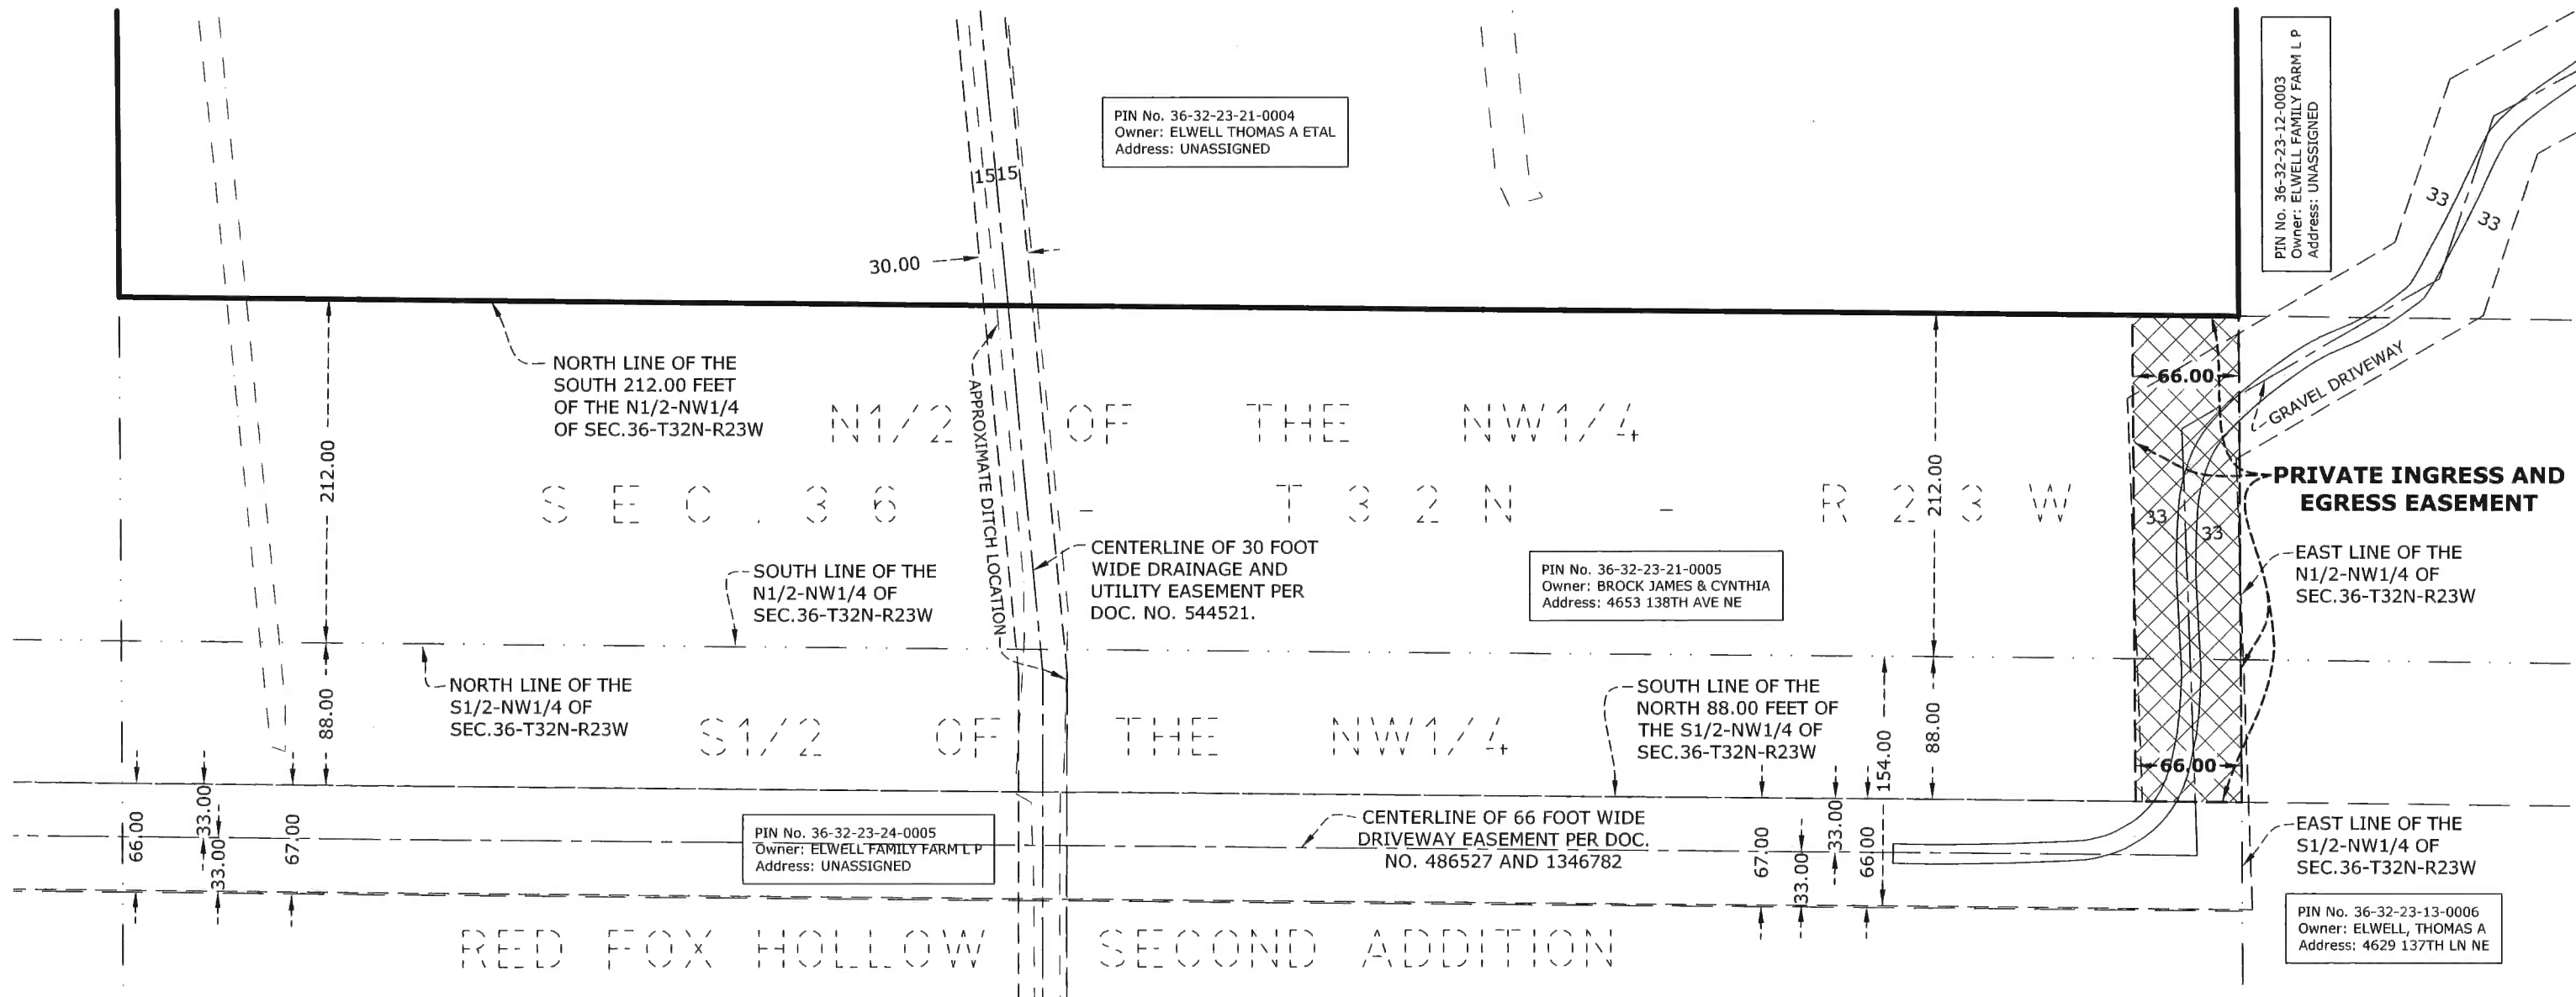 PIN No. 36-32-23-21-0004
Owner: ELWELL THOMAS A ETAL
Address: UNASSIGNED
PIN No. 36-32-23-12-0003
Owner: ELWELL FAMILY FARM L P
Address: UNASSIGNED
15
15
30.00
33
33
NORTH LINE OF THE
SOUTH 212.00 FEET
OF THE N1/2-NW1/4
OF SEC.36-T32N-R23W
212.00
APPROXIMATE DITCH LOCATION
N1/2 OF THE NW1/4
SEC.36 - T32N - R23W
212.00
66.00
GRAVEL DRIVEWAY
PRIVATE INGRESS AND
EGRESS EASEMENT
33
33
CENTERLINE OF 30 FOOT
WIDE DRAINAGE AND
UTILITY EASEMENT PER
DOC. NO. 544521.
SOUTH LINE OF THE
N1/2-NW1/4 OF
SEC.36-T32N-R23W
PIN No. 36-32-23-21-0005
Owner: BROCK JAMES & CYNTHIA
Address: 4653 138TH AVE NE
EAST LINE OF THE
N1/2-NW1/4 OF
SEC.36-T32N-R23W
NORTH LINE OF THE
S1/2-NW1/4 OF
SEC.36-T32N-R23W
88.00
S1/2 OF THE NW1/4
SOUTH LINE OF THE
NORTH 88.00 FEET OF
THE S1/2-NW1/4 OF
SEC.36-T32N-R23W
154.00
88.00
66.00
66.00
33.00
33.00
67.00
PIN No. 36-32-23-24-0005
Owner: ELWELL FAMILY FARM L P
Address: UNASSIGNED
CENTERLINE OF 66 FOOT WIDE
DRIVEWAY EASEMENT PER DOC.
NO. 486527 AND 1346782
67.00
33.00
33.00
66.00
EAST LINE OF THE
S1/2-NW1/4 OF
SEC.36-T32N-R23W
PIN No. 36-32-23-13-0006
Owner: ELWELL, THOMAS A
Address: 4629 137TH LN NE
RED FOX HOLLOW SECOND ADDITION